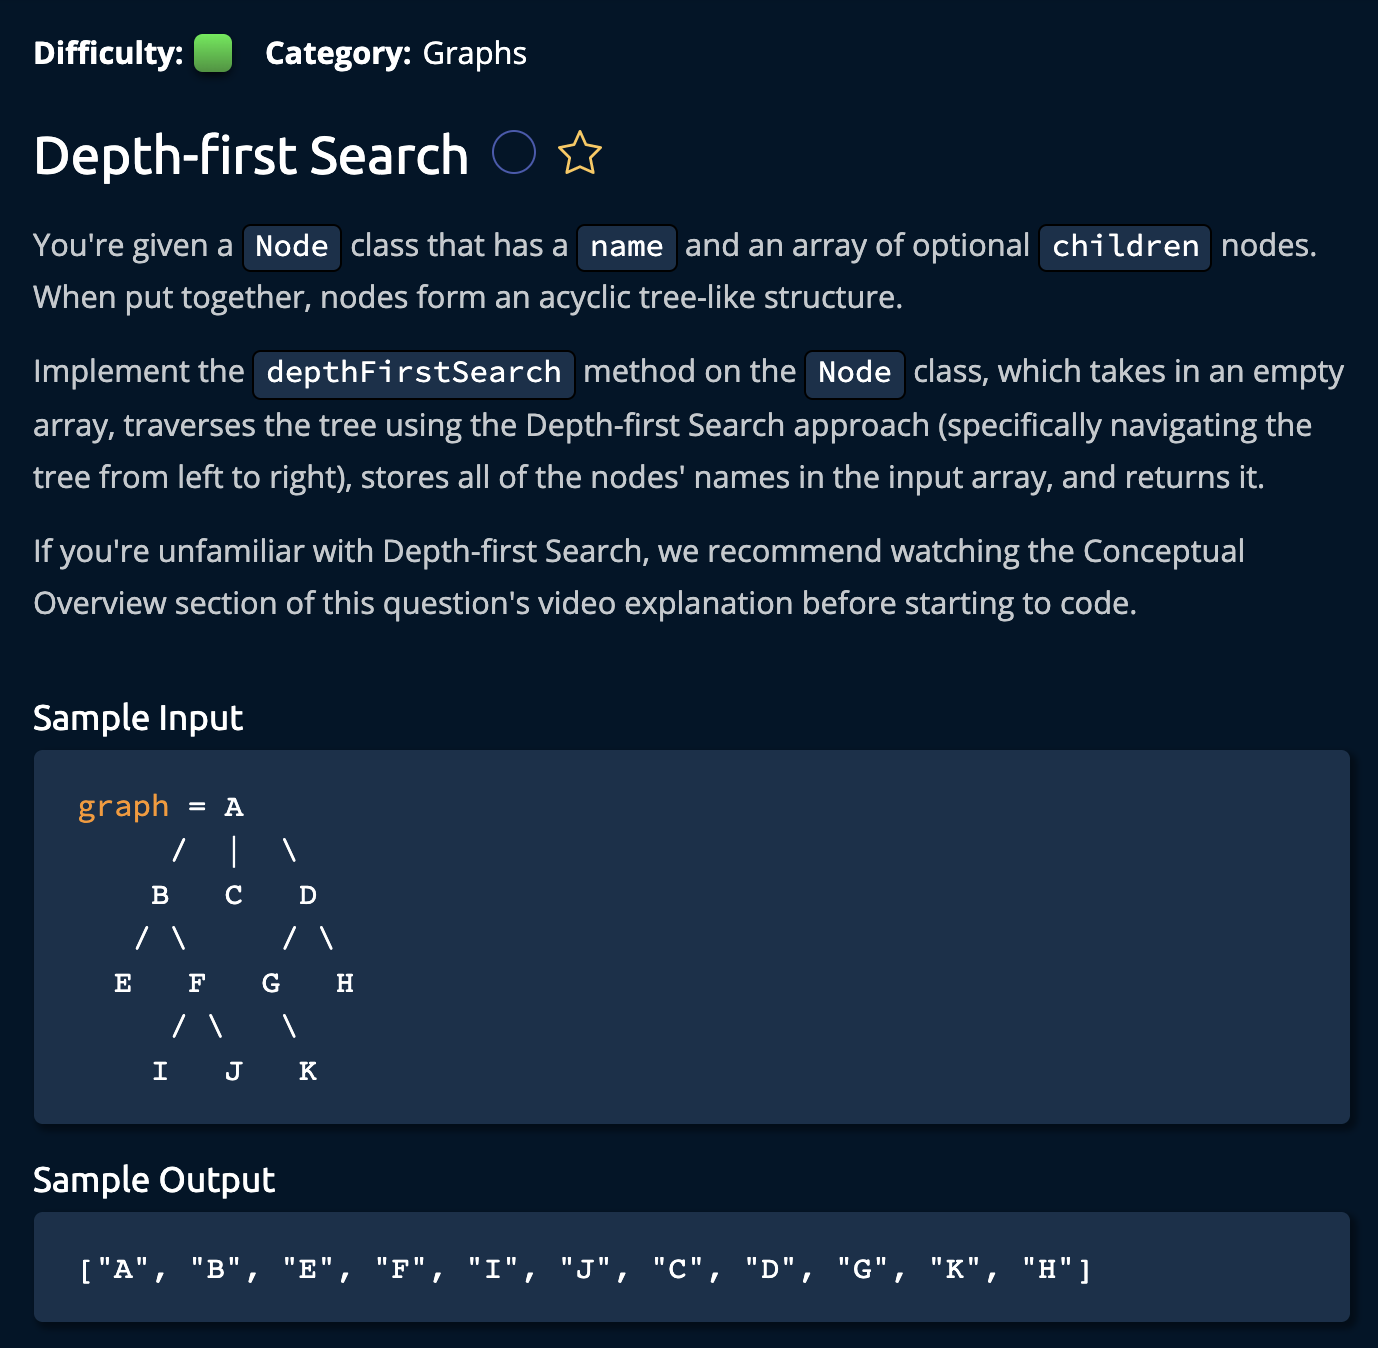 Difficulty: Category: Graphs
Depth-first Search
You're given a Node class that has a name and an array of optional children nodes.
When put together, nodes form an acyclic tree-like structure.
Implement the depthFirstSearch method on the Node class, which takes in an empty
array, traverses the tree using the Depth-first Search approach (specifically navigating the
tree from left to right), stores all of the nodes' names in the input array, and returns it.
If you're unfamiliar with Depth-first Search, we recommend watching the Conceptual
Overview section of this question's video explanation before starting to code.
Sample Input
graph = A
     /  |  \
    B   C   D
   / \     / \
  E   F   G   H
     / \   \
    I   J   K
Sample Output
["A", "B", "E", "F", "I", "J", "C", "D", "G", "K", "H"]